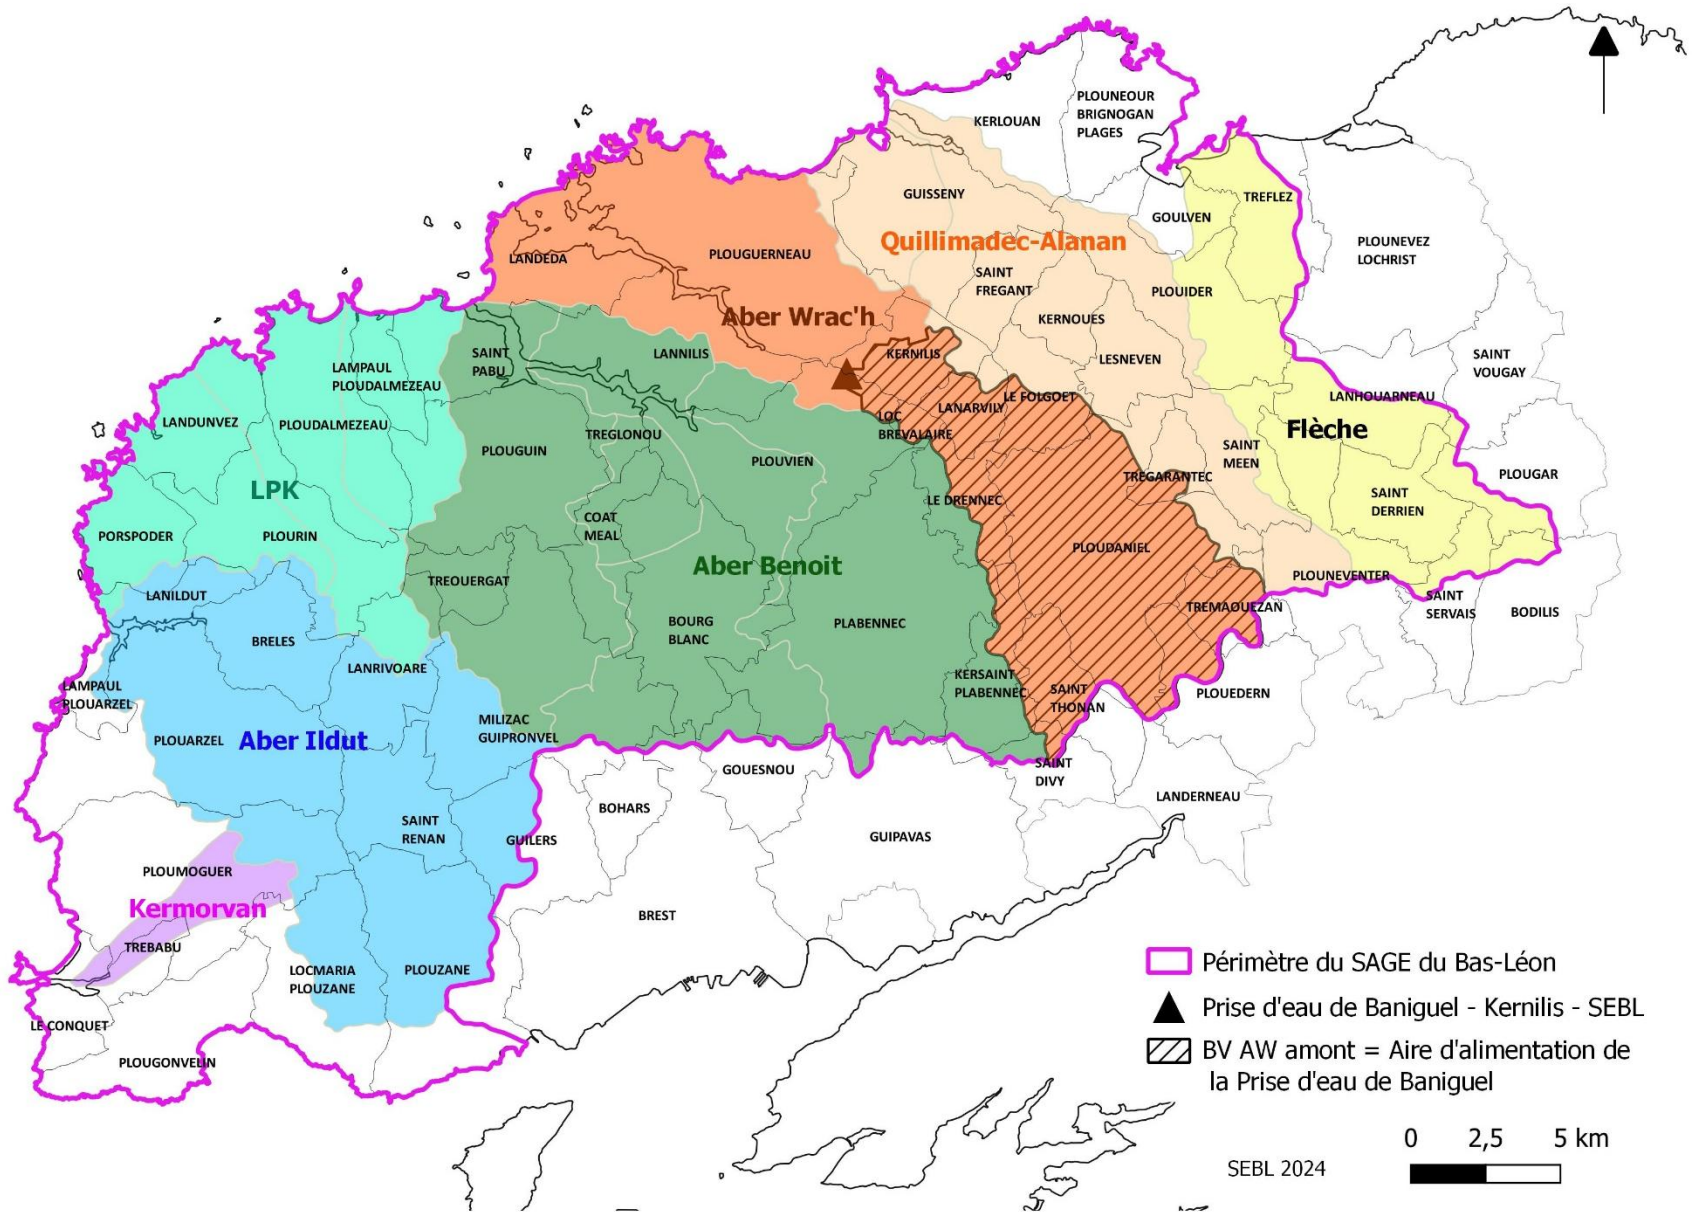 PLOUNEOUR
BRIGNOGAN
PLAGES
KERLOUAN
GUISSENY
TREFLEZ
GOULVEN
Quillimadec-Alanan
PLOUNEVEZ
LOCHRIST
LANDEDA
PLOUGUERNEAU
SAINT
FREGANT
PLOUIDER
Aber Wrac'h
KERNOUES
SAINT
PABU
LANNILIS
KERNILIS
LESNEVEN
SAINT
VOUGAY
LAMPAUL
PLOUDALMEZEAU
LANHOUARNEAU
LE FOLGOET
LANARVILY
LOC
BREVALAIRE
LANDUNVEZ
PLOUDALMEZEAU
TREGLONOU
Flèche
PLOUGUIN
PLOUVIEN
SAINT
MEEN
TREGARANTEC
PLOUGAR
LPK
LE DRENNEC
SAINT
DERRIEN
COAT
MEAL
PORSPODER
PLOURIN
PLOUDANIEL
Aber Benoit
TREOUERGAT
PLOUNEVENTER
LANILDUT
TREMAOUEZAN
SAINT
SERVAIS
BODILIS
BRELES
BOURG
BLANC
PLABENNEC
LANRIVOARE
KERSAINT
PLABENNEC
LAMPAUL
PLOUARZEL
SAINT
THONAN
PLOUEDERN
PLOUARZEL
Aber Ildut
MILIZAC
GUIPRONVEL
GOUESNOU
SAINT
DIVY
BOHARS
LANDERNEAU
SAINT
RENAN
GUILERS
GUIPAVAS
PLOUMOGUER
Kermorvan
BREST
TREBABU
LOCMARIA
PLOUZANE
PLOUZANE
LE CONQUET
PLOUGONVELIN
Périmètre du SAGE du Bas-Léon
Prise d'eau de Baniguel - Kernilis - SEBL
BV AW amont = Aire d'alimentation de
la Prise d'eau de Baniguel
0 2,5 5 km
SEBL 2024